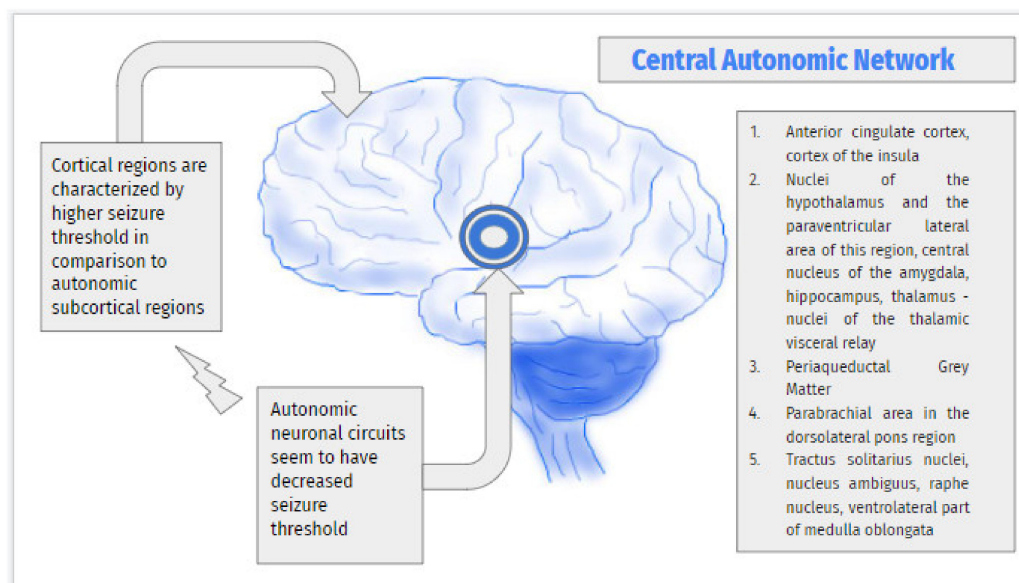 Central Autonomic Network
Cortical regions are
characterized by
higher seizure
threshold in
comparison to
autonomic
subcortical regions
Autonomic
neuronal circuits
seem to have
decreased
seizure
threshold
1. Anterior cingulate cortex,
cortex of the insula
2. Nuclei of the
hypothalamus and the
paraventricular lateral
area of this region, central
nucleus of the amygdala,
hippocampus, thalamus -
nuclei of the thalamic
visceral relay
3. Periaqueductal Grey
Matter
4. Parabrachial area in the
dorsolateral pons region
5. Tractus solitarius nuclei,
nucleus ambiguus, raphe
nucleus, ventrolateral part
of medulla oblongata